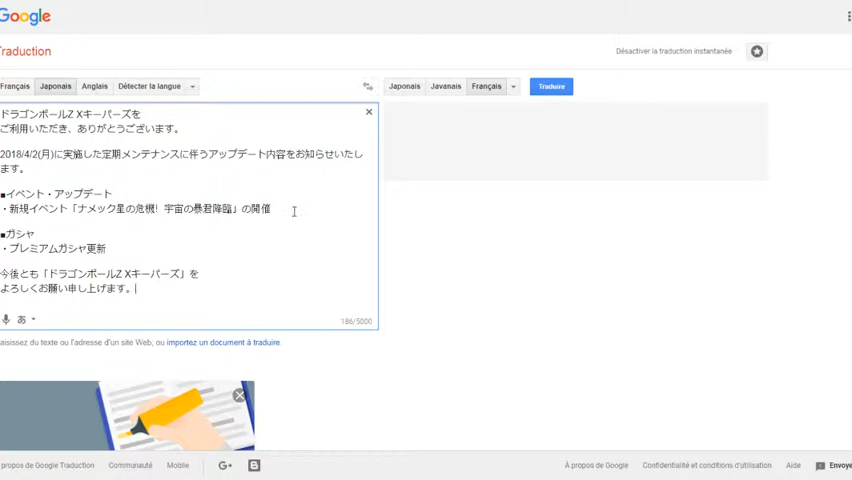 Google
Traduction
Désactiver la traduction instantanée
Français Japonais Anglais Détecter la langue
Japonais Javanais Français
Traduire
ドラゴンボールZ Xキーパーズを
ご利用いただき、ありがとうございます。
2018/4/2(月)に実施した定期メンテナンスに伴うアップデート内容をお知らせいたし
ます。
■イベント・アップデート
・新規イベント「ナメック星の危機！宇宙の暴君降臨」の開催
■ガシャ
・プレミアムガシャ更新
今後とも「ドラゴンボールZ Xキーパーズ」を
よろしくお願い申し上げます。
あ
186/5000
aisissez du texte ou l'adresse d'un site Web, ou importez un document à traduire.
propos de Google Traduction Communauté Mobile G+ B À propos de Google Confidentialité et conditions d'utilisation Aide Envoye